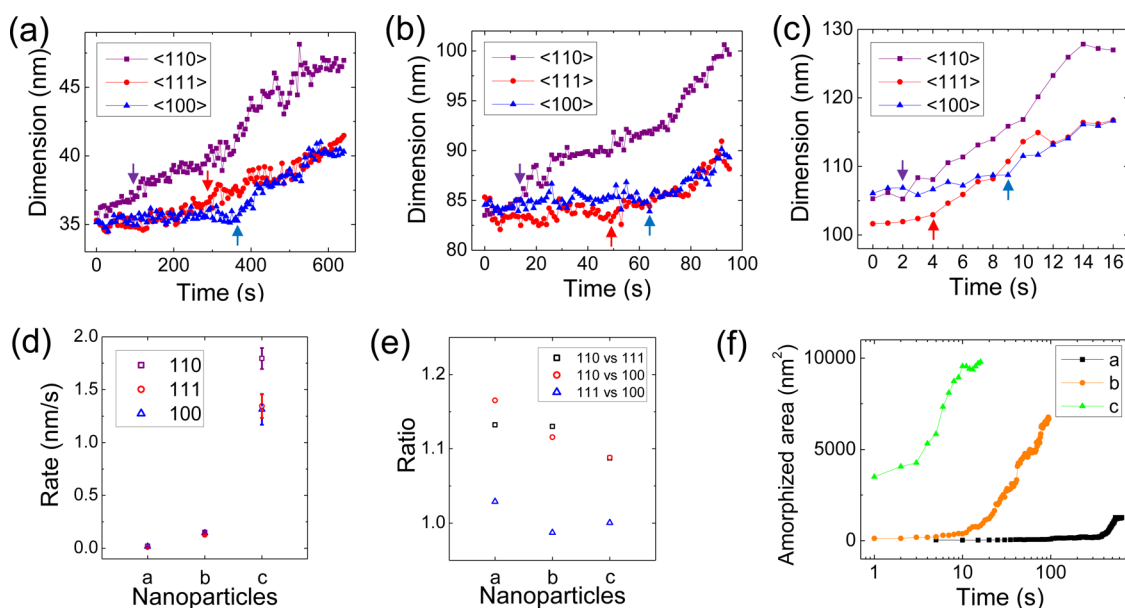 (a)
Dimension (nm)
45
40
35
<110>
<111>
<100>
0 200 400 600
Time (s)
(b)
Dimension (nm)
100
95
90
85
80
<110>
<111>
<100>
0 20 40 60 80 100
Time (s)
(c)
Dimension (nm)
130
120
110
100
<110>
<111>
<100>
0 2 4 6 8 10 12 14 16
Time (s)
(d)
Rate (nm/s)
2.0
1.5
1.0
0.5
0.0
110
111
100
a b c
Nanoparticles
(e)
Ratio
1.2
1.1
1.0
110 vs 111
110 vs 100
111 vs 100
a b c
Nanoparticles
(f)
Amorphized area (nm²)
10000
5000
0
a
b
c
1 10 100
Time (s)